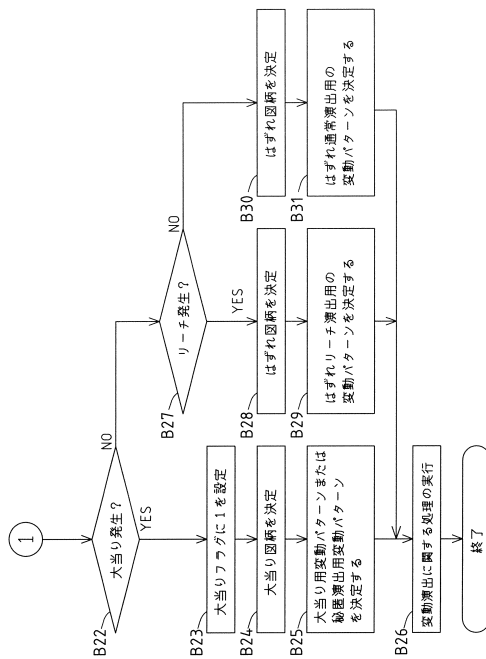 1
大当り発生？
NO
B22
YES
大当りフラグに１を設定
B23
大当り図柄を決定
B24
大当り用変動パターンまたは
秘匿演出用変動パターン
を決定する
B25
リーチ発生？
NO
B27
YES
はずれ図柄を決定
B28
はずれリーチ演出用の
変動パターンを決定する
B29
はずれ図柄を決定
B30
はずれ通常演出用の
変動パターンを決定する
B31
変動演出に関する処理の実行
B26
終了